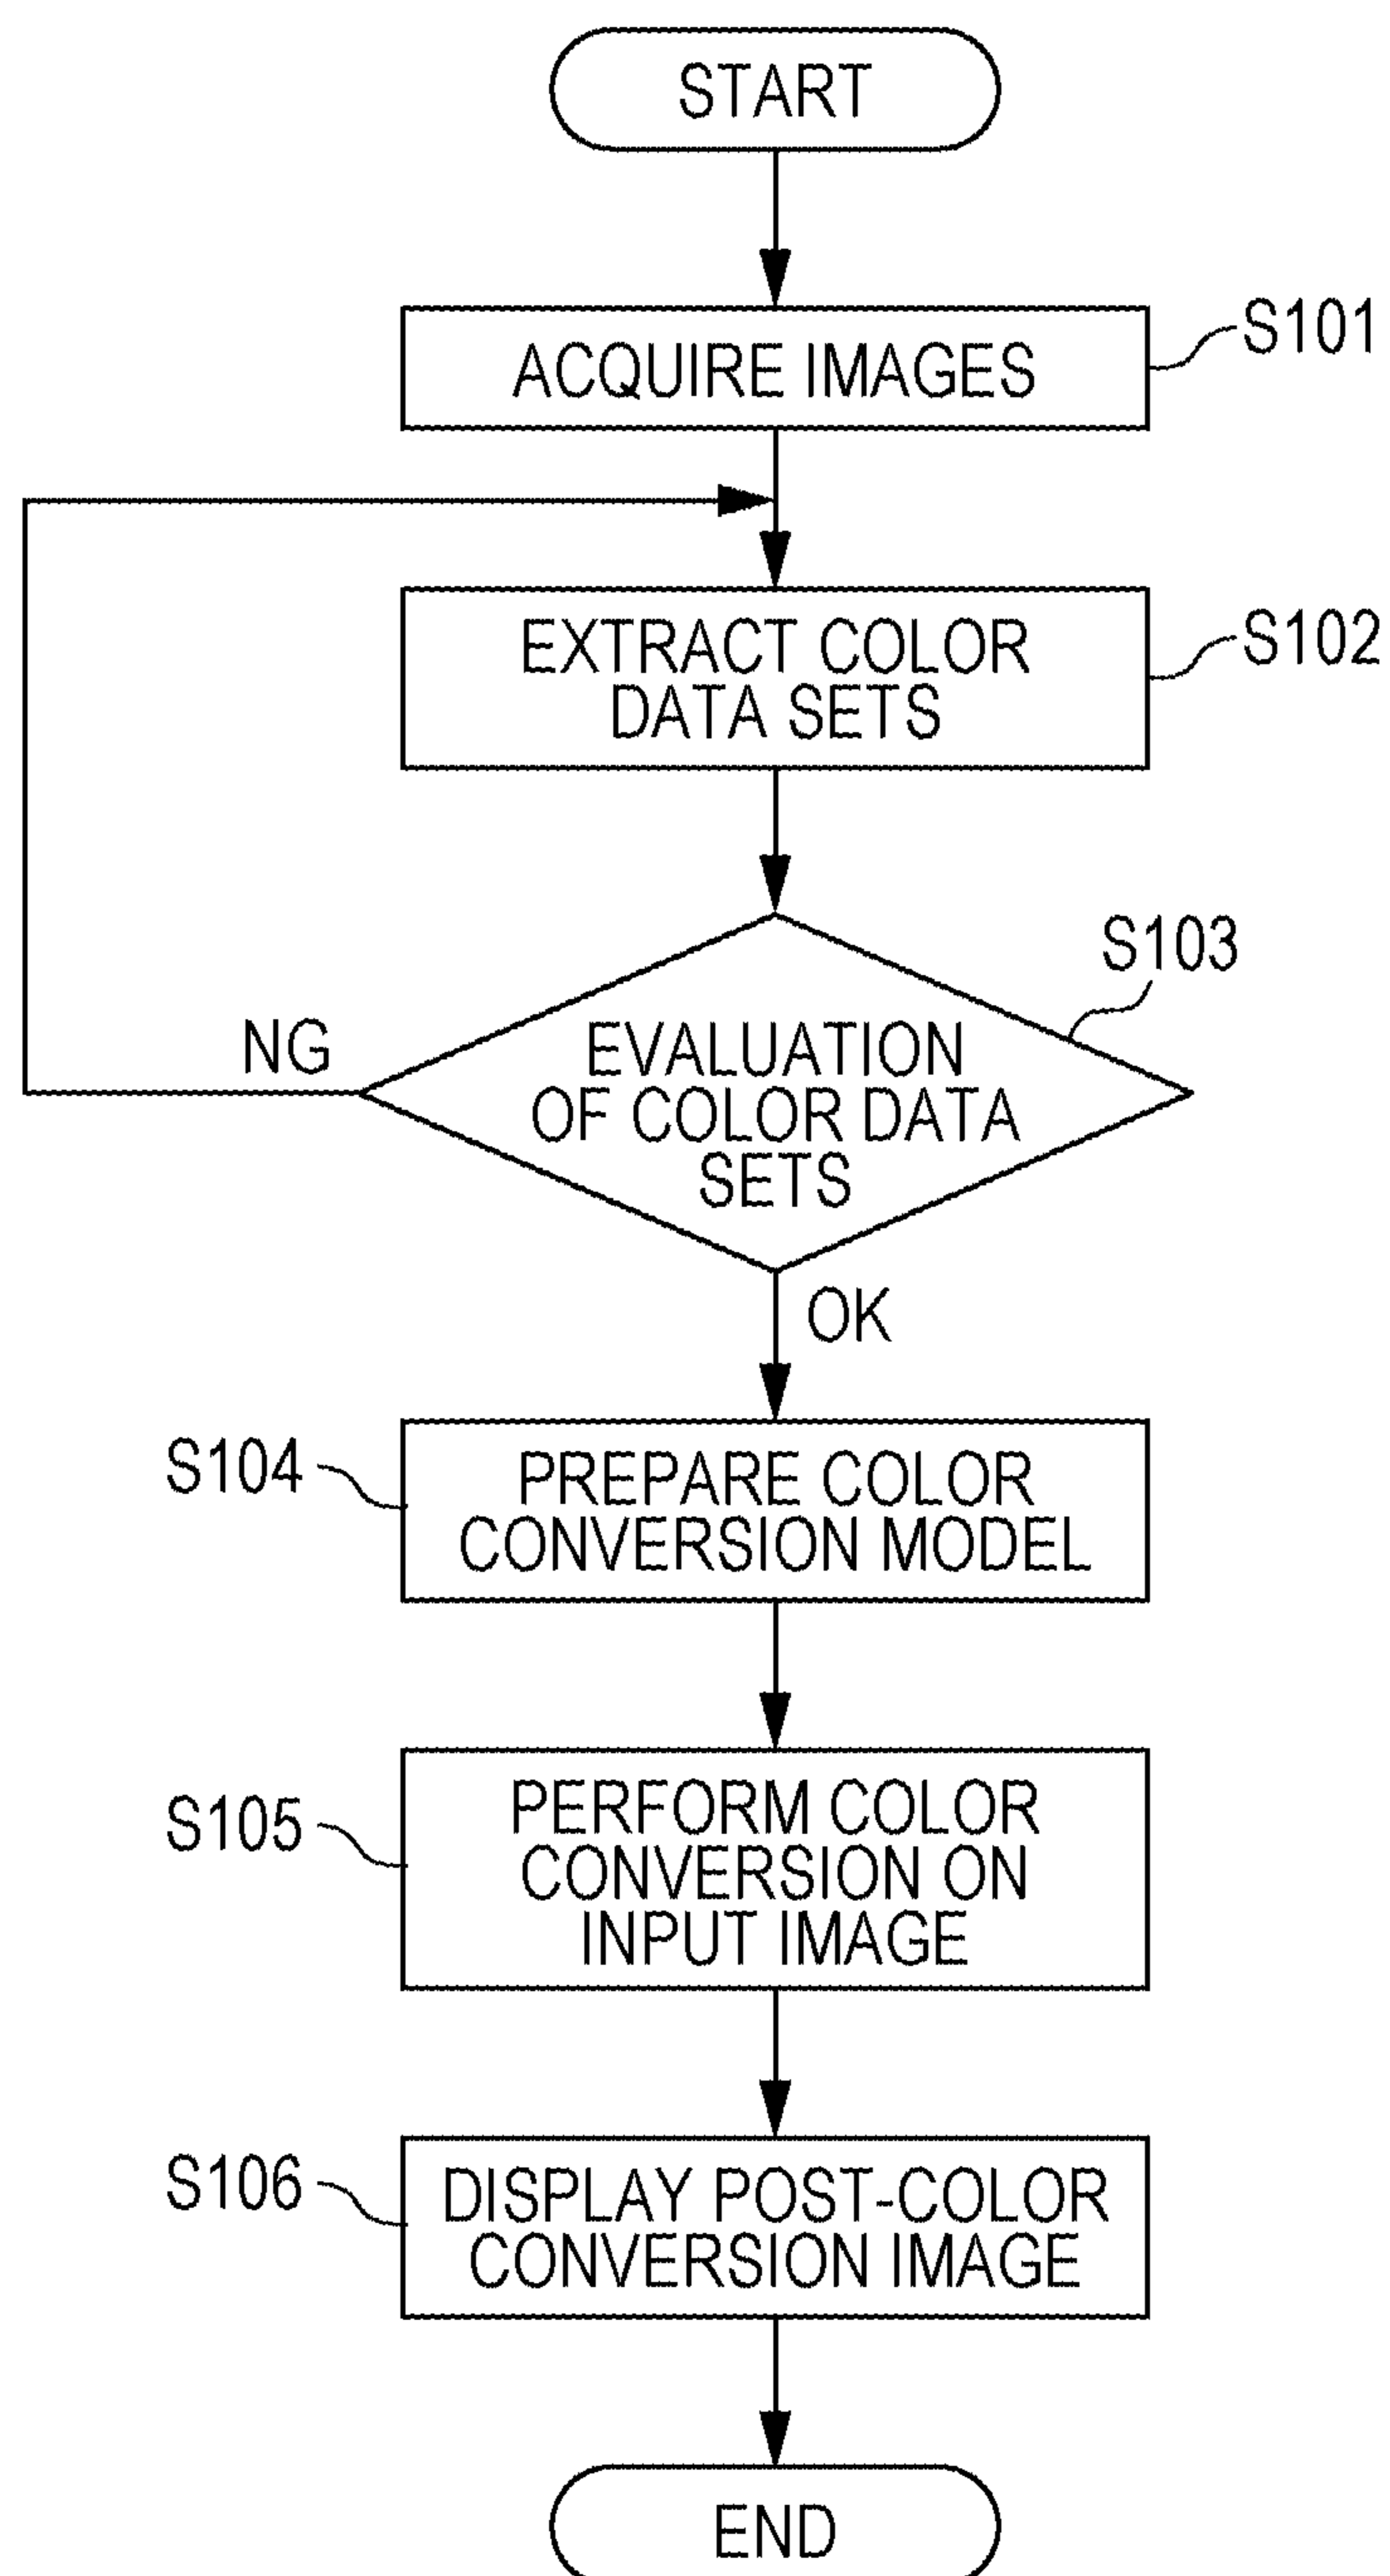 START
ACQUIRE IMAGES
S101
EXTRACT COLOR
DATA SETS
S102
S103
EVALUATION
OF COLOR DATA
SETS
NG
OK
S104
PREPARE COLOR
CONVERSION MODEL
S105
PERFORM COLOR
CONVERSION ON
INPUT IMAGE
S106
DISPLAY POST-COLOR
CONVERSION IMAGE
END